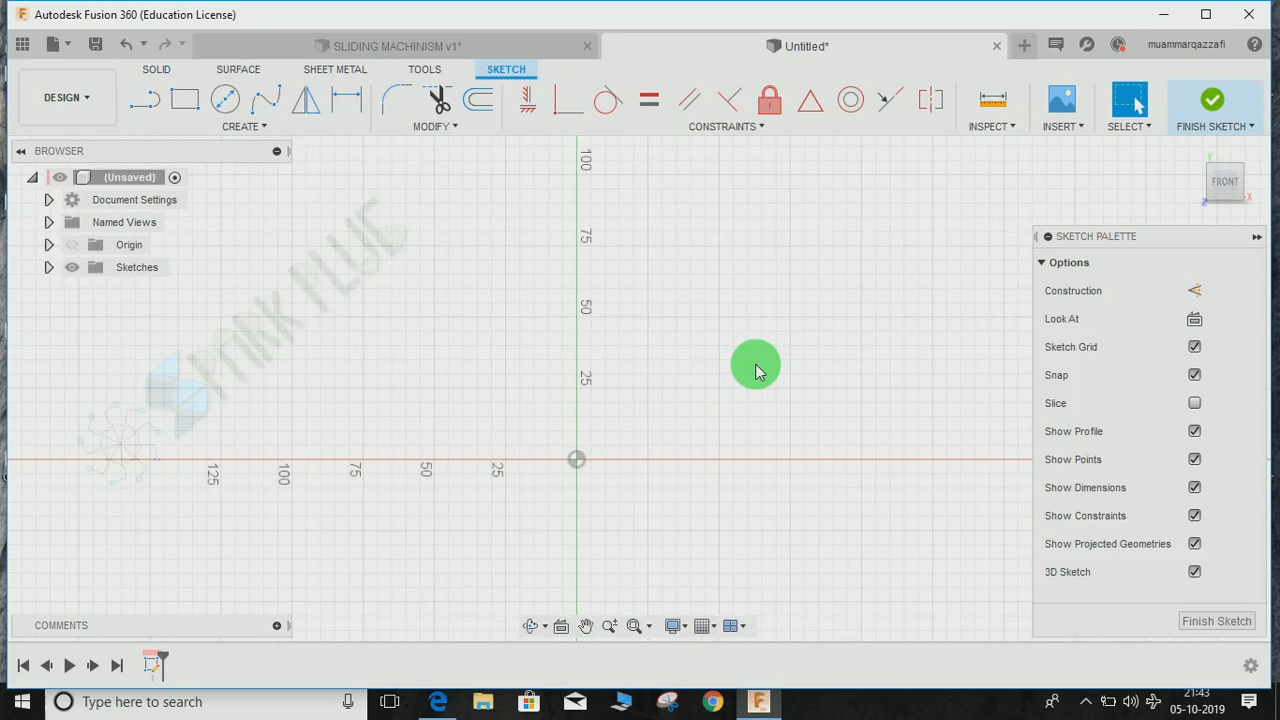 Autodesk Fusion 360 (Education License)
SLIDING MACHINISM v1*
Untitled*
muammarqazzafi
SOLID SURFACE SHEET METAL TOOLS SKETCH
DESIGN
CREATE MODIFY CONSTRAINTS INSPECT INSERT SELECT FINISH SKETCH
BROWSER
(Unsaved)
Document Settings
Named Views
Origin
Sketches
SHARK PLUG
100
75
50
25
125 100 75 50 25
Y
FRONT
Z X
SKETCH PALETTE
Options
Construction
Look At
Sketch Grid
Snap
Slice
Show Profile
Show Points
Show Dimensions
Show Constraints
Show Projected Geometries
3D Sketch
Finish Sketch
COMMENTS
Type here to search
21:43
05-10-2019